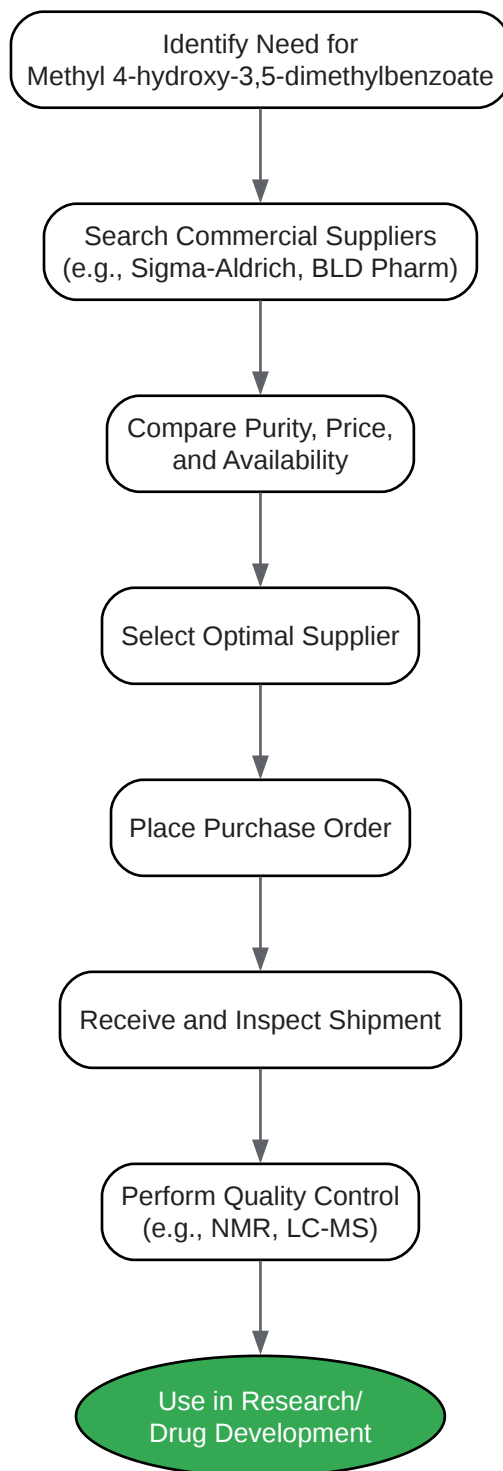 Identify Need for
Methyl 4-hydroxy-3,5-dimethylbenzoate
Search Commercial Suppliers
(e.g., Sigma-Aldrich, BLD Pharm)
Compare Purity, Price,
and Availability
Select Optimal Supplier
Place Purchase Order
Receive and Inspect Shipment
Perform Quality Control
(e.g., NMR, LC-MS)
Use in Research/
Drug Development